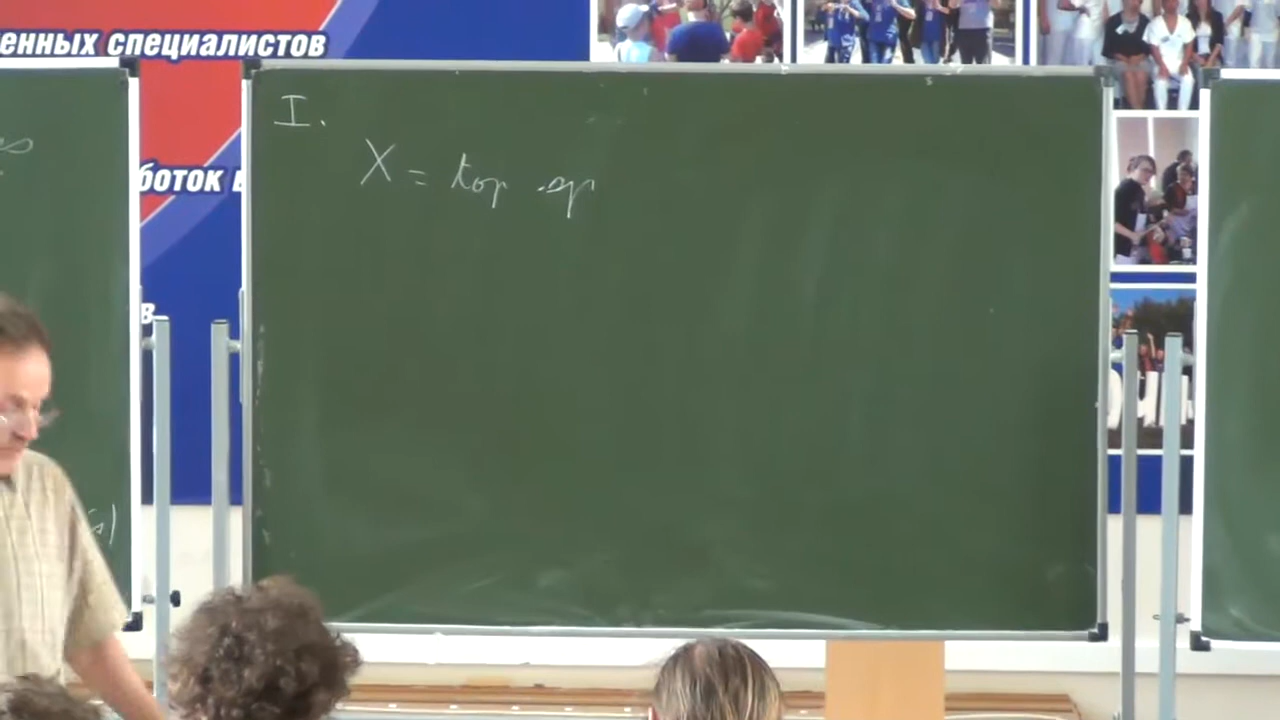 енных специалистов
боток в
в
I.
X = top sp
s)